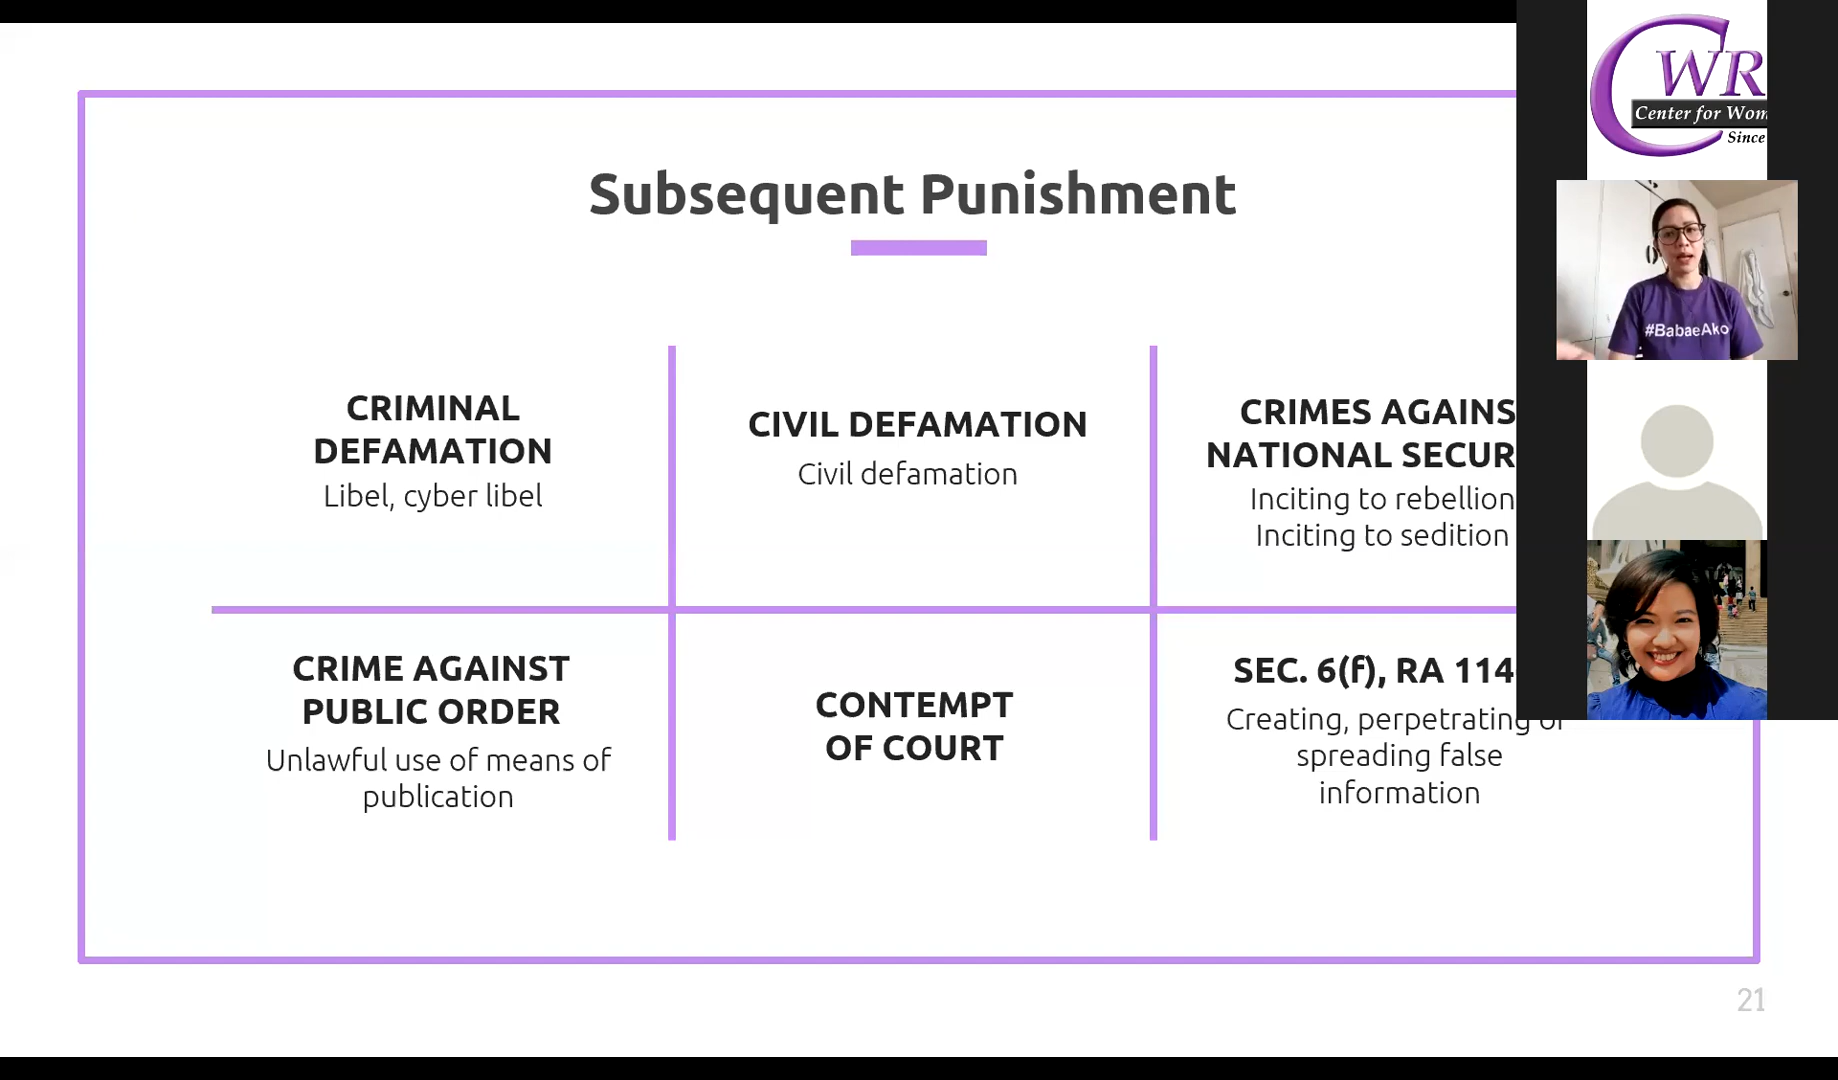 Subsequent Punishment
CRIMINAL
DEFAMATION
Libel, cyber libel
CIVIL DEFAMATION
Civil defamation
CRIMES AGAINS
NATIONAL SECUR
Inciting to rebellion
Inciting to sedition
CRIME AGAINST
PUBLIC ORDER
Unlawful use of means of
publication
CONTEMPT
OF COURT
SEC. 6(f), RA 114
Creating, perpetrating or
spreading false
information
21
CWR
Center for Wom
Since
#BabaeAko